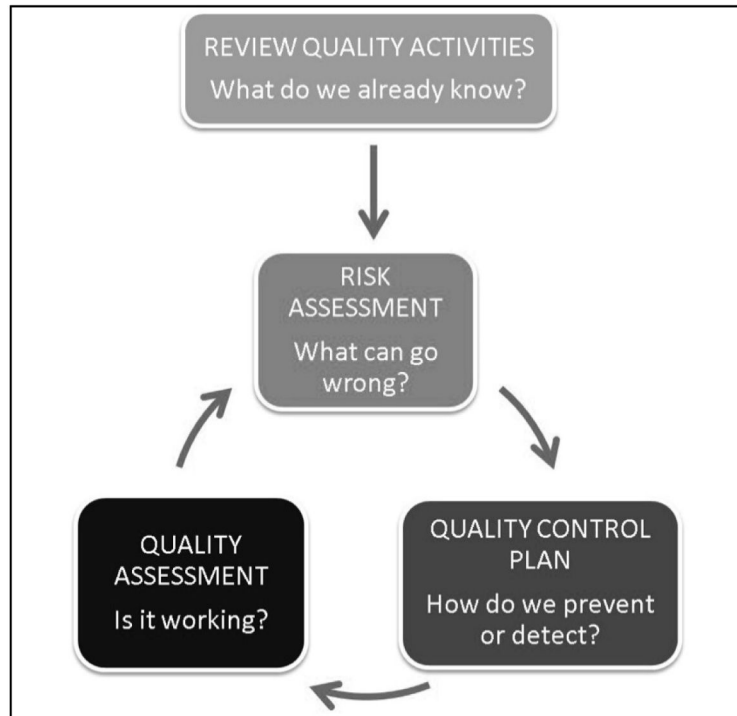 REVIEW QUALITY ACTIVITIES
What do we already know?
RISK
ASSESSMENT
What can go
wrong?
QUALITY CONTROL
PLAN
How do we prevent
or detect?
QUALITY
ASSESSMENT
Is it working?